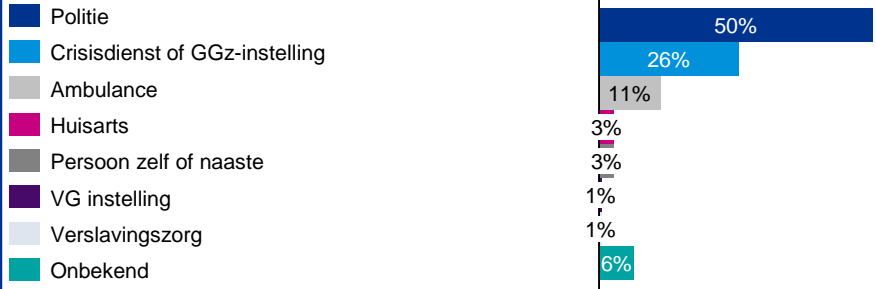 Politie 50%
Crisisdienst of GGz-instelling 26%
Ambulance 11%
Huisarts 3%
Persoon zelf of naaste 3%
VG instelling 1%
Verslavingszorg 1%
Onbekend 6%